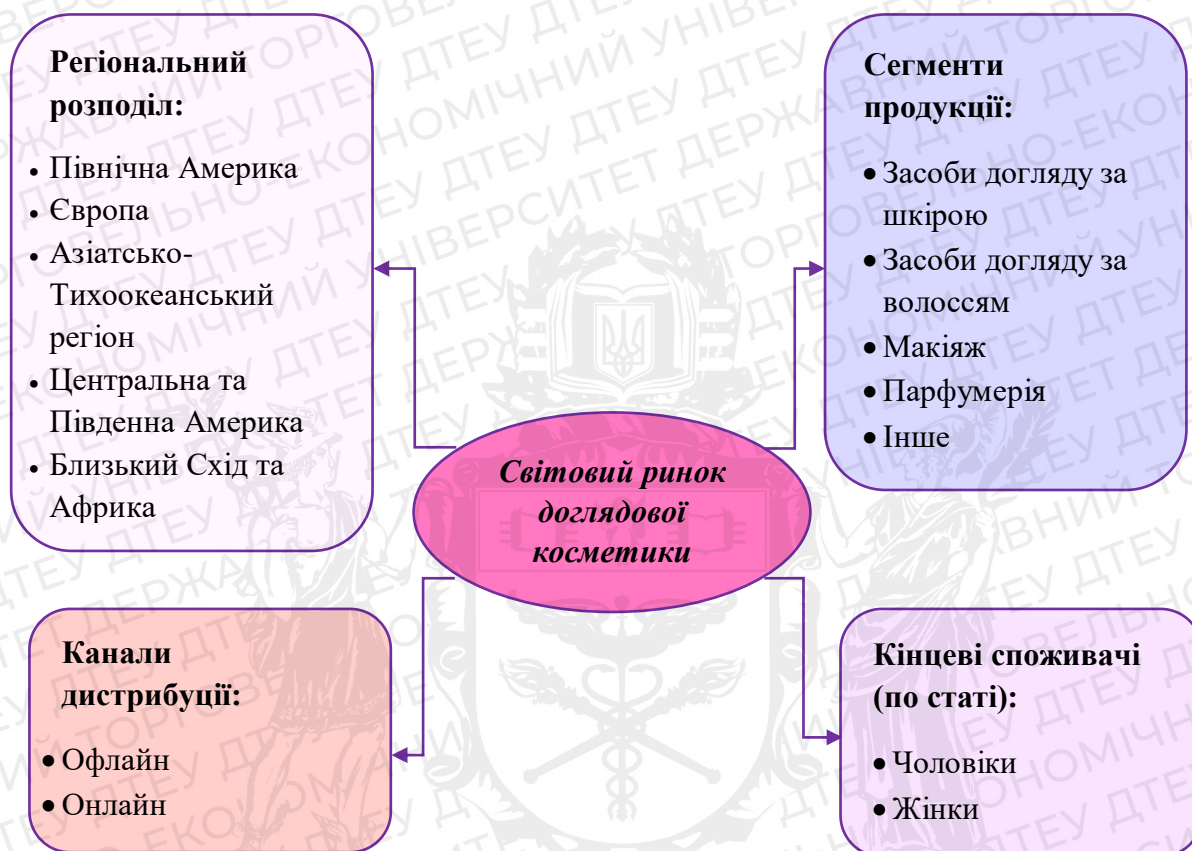 Регіональний
розподіл:
• Північна Америка
• Європа
• Азіатсько-
Тихоокеанський
регіон
• Центральна та
Південна Америка
• Близький Схід та
Африка
Сегменти
продукції:
• Засоби догляду за
шкірою
• Засоби догляду за
волоссям
• Макіяж
• Парфумерія
• Інше
Світовий ринок
доглядової
косметики
Канали
дистрибуції:
• Офлайн
• Онлайн
Кінцеві споживачі
(по статі):
• Чоловіки
• Жінки